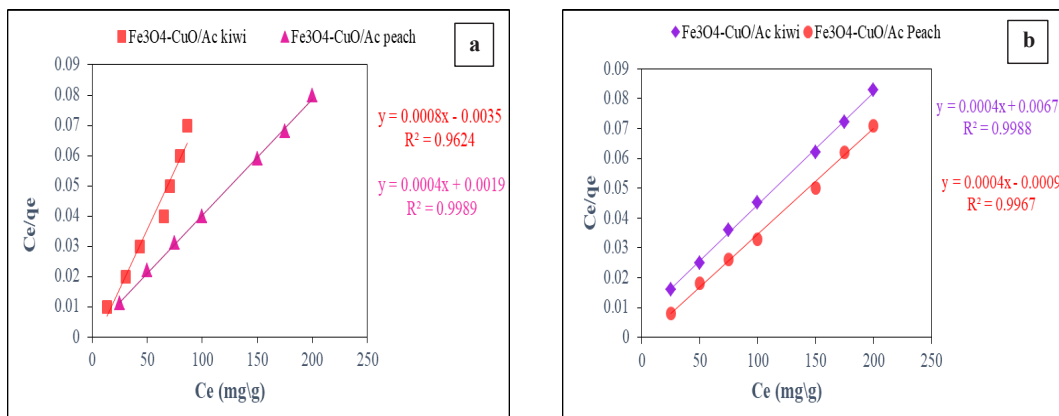 Fe3O4-CuO/Ac kiwi Fe3O4-CuO/Ac peach
a
0.09
0.08
0.07
0.06
0.05
0.04
0.03
0.02
0.01
0
Ce/qe
0 50 100 150 200 250
Ce (mg\g)
y = 0.0008x - 0.0035
R² = 0.9624
y = 0.0004x + 0.0019
R² = 0.9989
Fe3O4-CuO/Ac kiwi Fe3O4-CuO/Ac Peach
b
0.09
0.08
0.07
0.06
0.05
0.04
0.03
0.02
0.01
0
Ce/qe
0 50 100 150 200 250
Ce (mg\g)
y = 0.0004x + 0.0067
R² = 0.9988
y = 0.0004x - 0.0009
R² = 0.9967